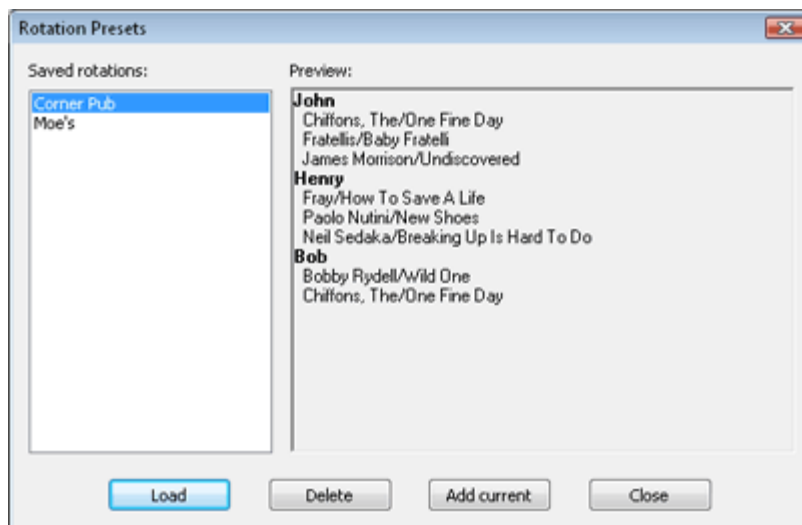 Rotation Presets
Saved rotations:
Corner Pub
Moe's
Preview:
John
Chiffons, The/One Fine Day
Fratellis/Baby Fratelli
James Morrison/Undiscovered
Henry
Fray/How To Save A Life
Paolo Nutini/New Shoes
Neil Sedaka/Breaking Up Is Hard To Do
Bob
Bobby Rydell/Wild One
Chiffons, The/One Fine Day
Load
Delete
Add current
Close